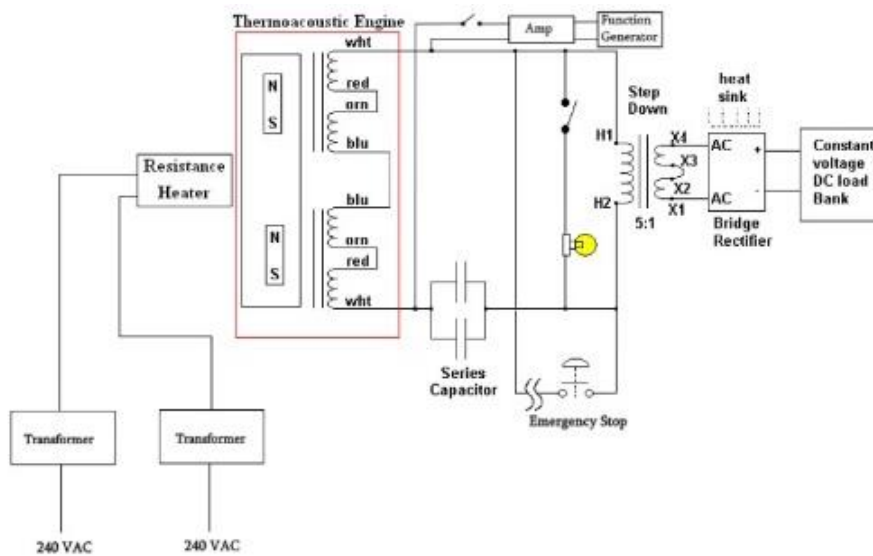 Thermoacoustic Engine
Amp
Function
Generator
wht
red
orn
blu
blu
orn
red
wht
N
S
N
S
Resistance
Heater
Step
Down
H1
H2
5:1
X4
X3
X2
X1
heat
sink
AC
+
AC
-
Bridge
Rectifier
Constant
voltage
DC load
Bank
Series
Capacitor
Emergency Stop
Transformer
Transformer
240 VAC
240 VAC